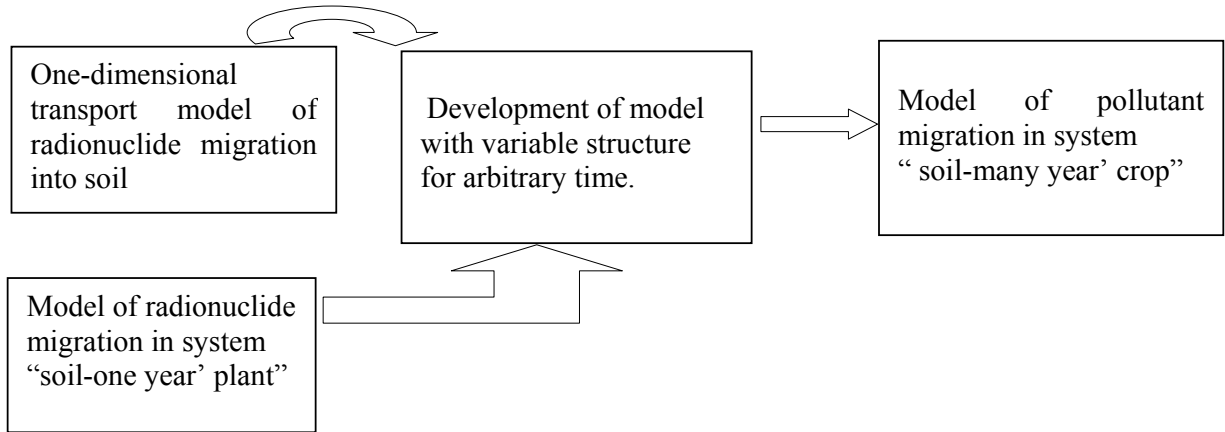 One-dimensional
transport model of
radionuclide migration
into soil
Development of model
with variable structure
for arbitrary time.
Model of pollutant
migration in system
“ soil-many year’ crop”
Model of radionuclide
migration in system
“soil-one year’ plant”